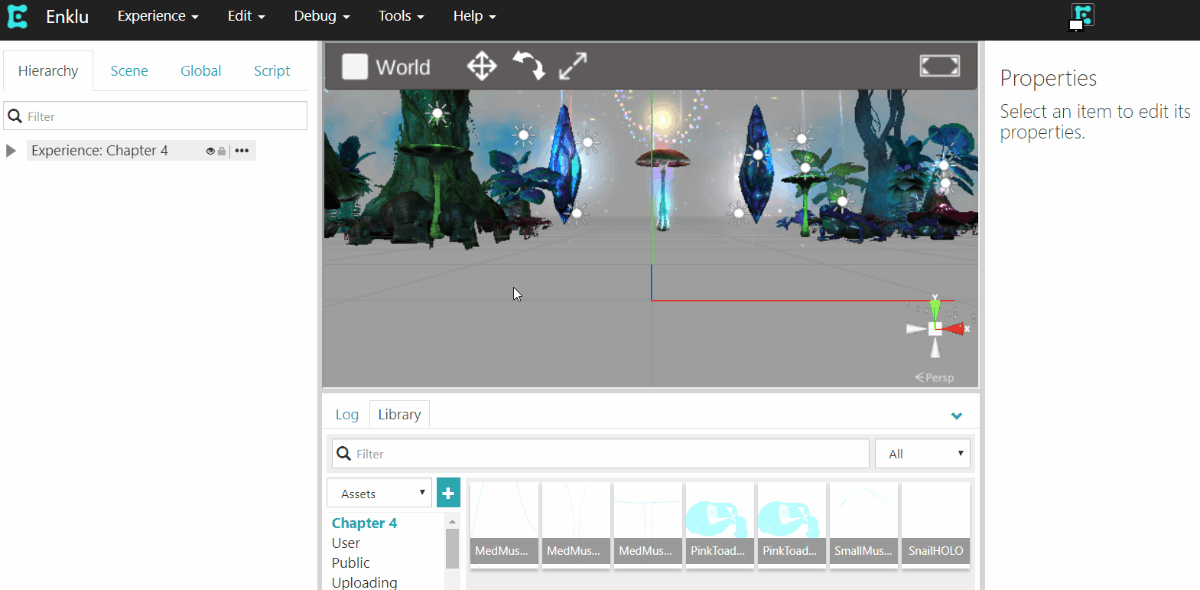 Enklu Experience Edit Debug Tools Help
Hierarchy Scene Global Script
Filter
Experience: Chapter 4
World
Y
X
Persp
Properties
Select an item to edit its
properties.
Log Library
Filter
All
Assets
Chapter 4
User
Public
Uploading
MedMus... MedMus... MedMus... PinkToad... PinkToad... SmallMus... SnailHOLO